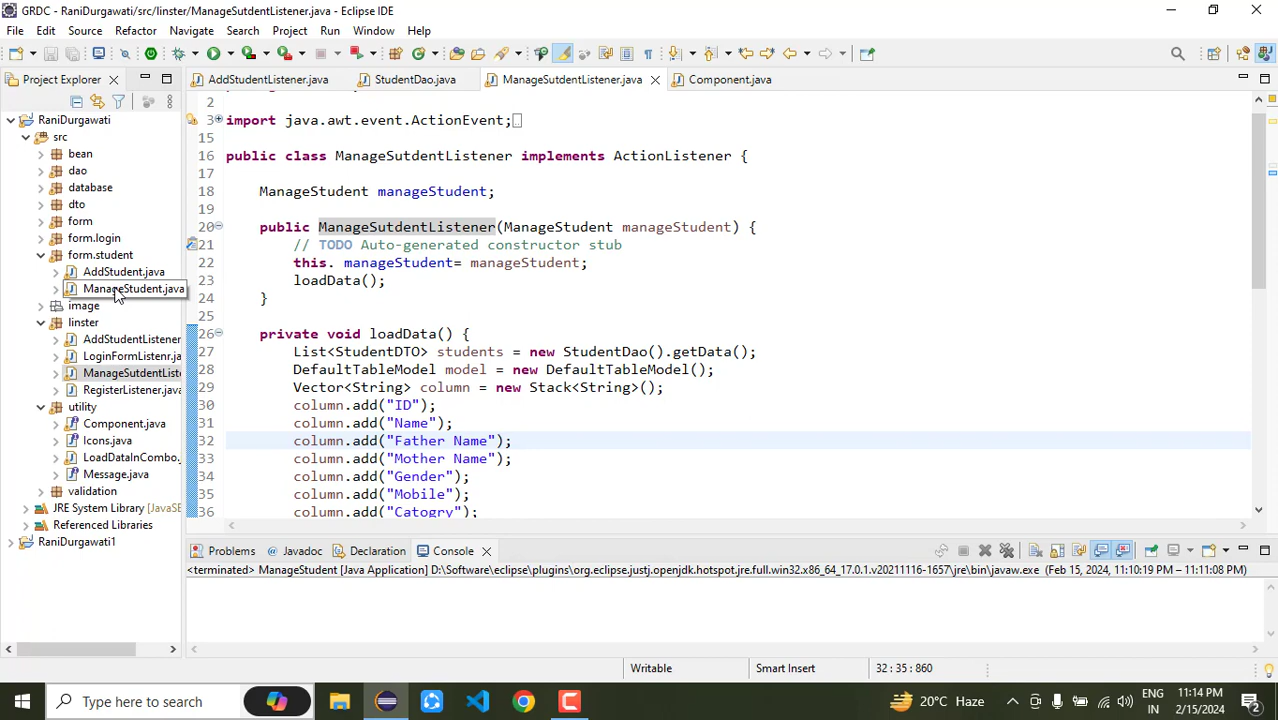 GRDC - RaniDurgawati/src/linster/ManageSutdentListener.java - Eclipse IDE
File Edit Source Refactor Navigate Search Project Run Window Help
Project Explorer
AddStudentListener.java StudentDao.java ManageSutdentListener.java Component.java
RaniDurgawati
src
bean
dao
database
dto
form
form.login
form.student
AddStudent.java
ManageStudent.java
image
linster
AddStudentListener
LoginFormListenr.ja
ManageSutdentListe
RegisterListener.java
utility
Component.java
Icons.java
LoadDataInCombo.
Message.java
validation
JRE System Library [JavaSE
Referenced Libraries
RaniDurgawati1
2
3 import java.awt.event.ActionEvent;
15
16 public class ManageSutdentListener implements ActionListener {
17
18 ManageStudent manageStudent;
19
20 public ManageSutdentListener(ManageStudent manageStudent) {
21 // TODO Auto-generated constructor stub
22 this. manageStudent= manageStudent;
23 loadData();
24 }
25
26 private void loadData() {
27 List<StudentDTO> students = new StudentDao().getData();
28 DefaultTableModel model = new DefaultTableModel();
29 Vector<String> column = new Stack<String>();
30 column.add("ID");
31 column.add("Name");
32 column.add("Father Name");
33 column.add("Mother Name");
34 column.add("Gender");
35 column.add("Mobile");
36 column.add("Catogry");
Problems Javadoc Declaration Console
<terminated> ManageStudent [Java Application] D:\Software\eclipse\plugins\org.eclipse.justj.openjdk.hotspot.jre.full.win32.x86_64_17.0.1.v20211116-1657\jre\bin\javaw.exe (Feb 15, 2024, 11:10:19 PM – 11:11:08 PM)
Writable Smart Insert 32 : 35 : 860
Type here to search
20°C Haze
ENG
IN
11:14 PM
2/15/2024
2